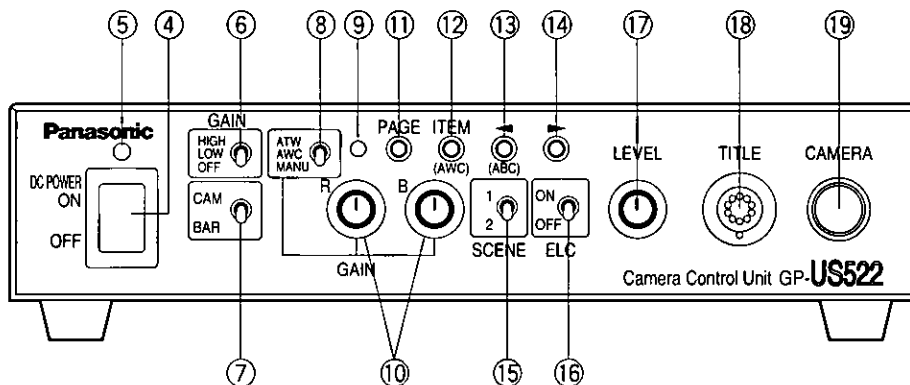 ⑤ ④ ⑥ ⑧ ⑨ ⑪ ⑫ ⑬ ⑭ ⑰ ⑱ ⑲
Panasonic
DC POWER
ON
OFF
GAIN
HIGH
LOW
OFF
CAM
BAR
ATW
AWC
MANU
PAGE
ITEM
(AWC)
◄
(ABC)
►
R
B
GAIN
1
2
SCENE
ON
OFF
ELC
LEVEL
TITLE
CAMERA
Camera Control Unit GP-US522
⑦ ⑩ ⑮ ⑯